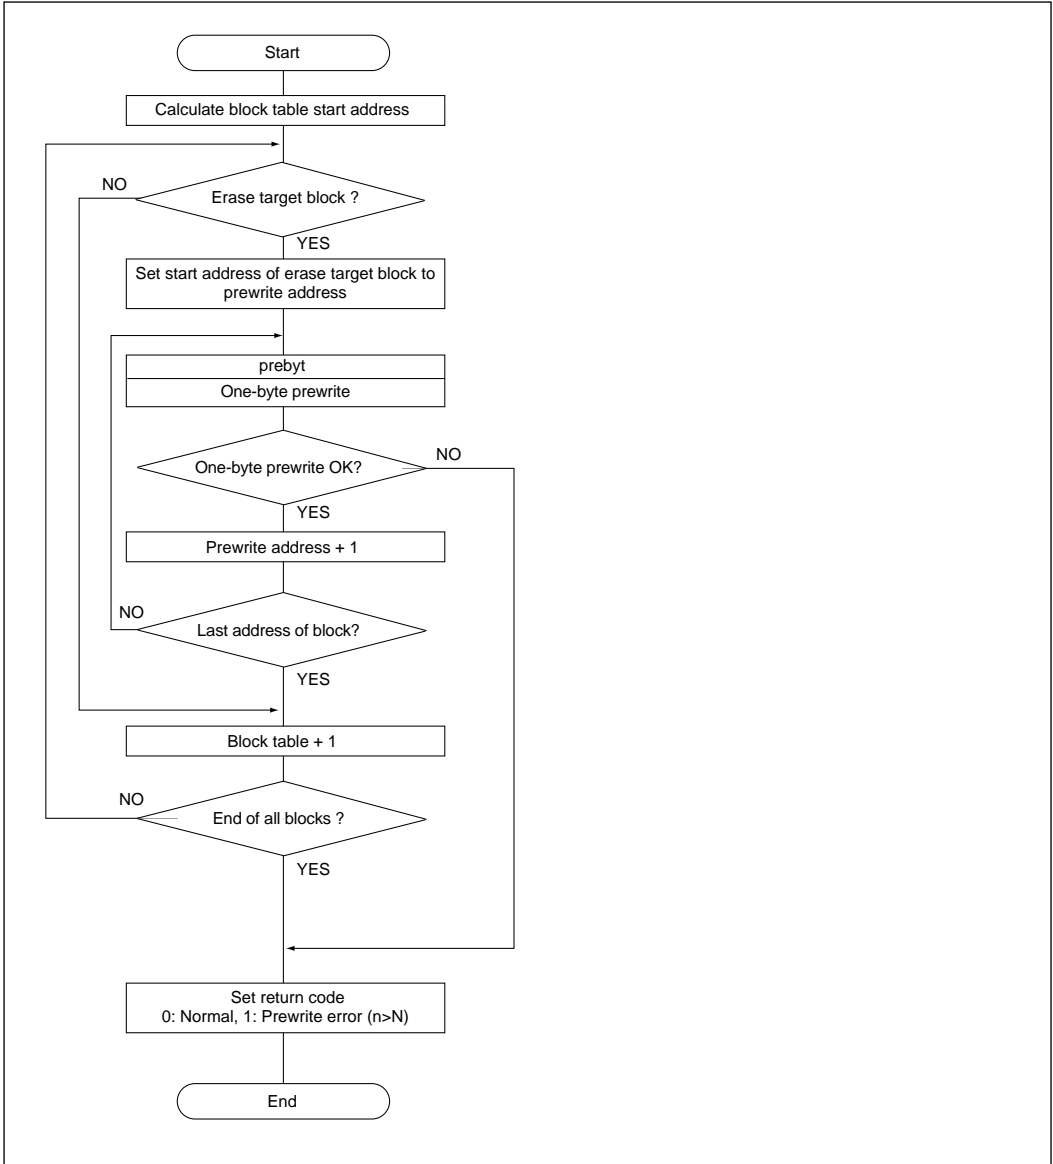 Start
Calculate block table start address
NO
Erase target block ?
YES
Set start address of erase target block to
prewrite address
prebyt
One-byte prewrite
One-byte prewrite OK?
NO
YES
Prewrite address + 1
NO
Last address of block?
YES
Block table + 1
NO
End of all blocks ?
YES
Set return code
0: Normal, 1: Prewrite error (n>N)
End